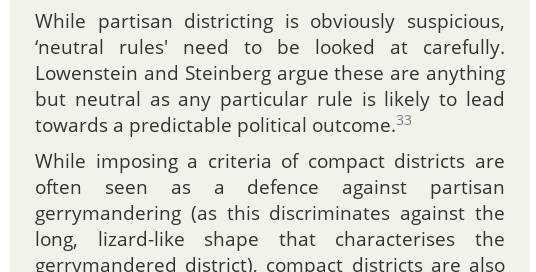 While partisan districting is obviously suspicious,
‘neutral rules' need to be looked at carefully.
Lowenstein and Steinberg argue these are anything
but neutral as any particular rule is likely to lead
towards a predictable political outcome.33
While imposing a criteria of compact districts are
often seen as a defence against partisan
gerrymandering (as this discriminates against the
long, lizard-like shape that characterises the
gerrymandered district), compact districts are also